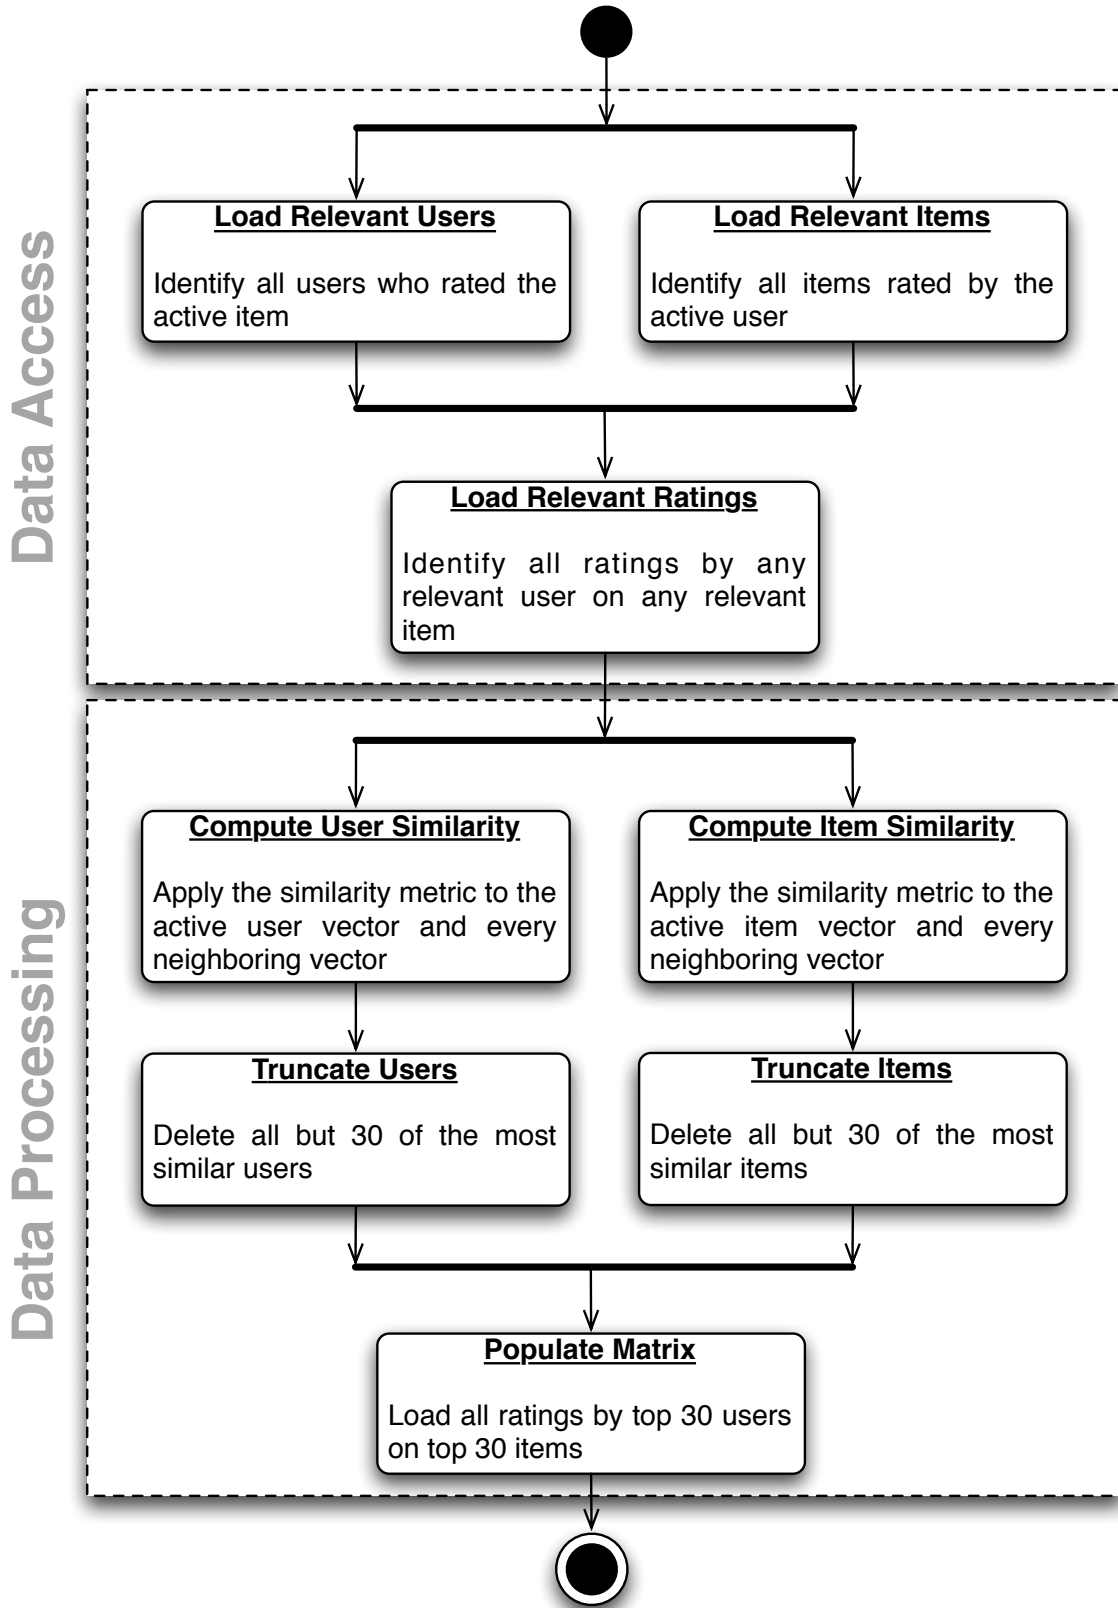 Data Access
Load Relevant Users
Identify all users who rated the
active item
Load Relevant Items
Identify all items rated by the
active user
Load Relevant Ratings
Identify all ratings by any
relevant user on any relevant
item
Data Processing
Compute User Similarity
Apply the similarity metric to the
active user vector and every
neighboring vector
Compute Item Similarity
Apply the similarity metric to the
active item vector and every
neighboring vector
Truncate Users
Delete all but 30 of the most
similar users
Truncate Items
Delete all but 30 of the most
similar items
Populate Matrix
Load all ratings by top 30 users
on top 30 items